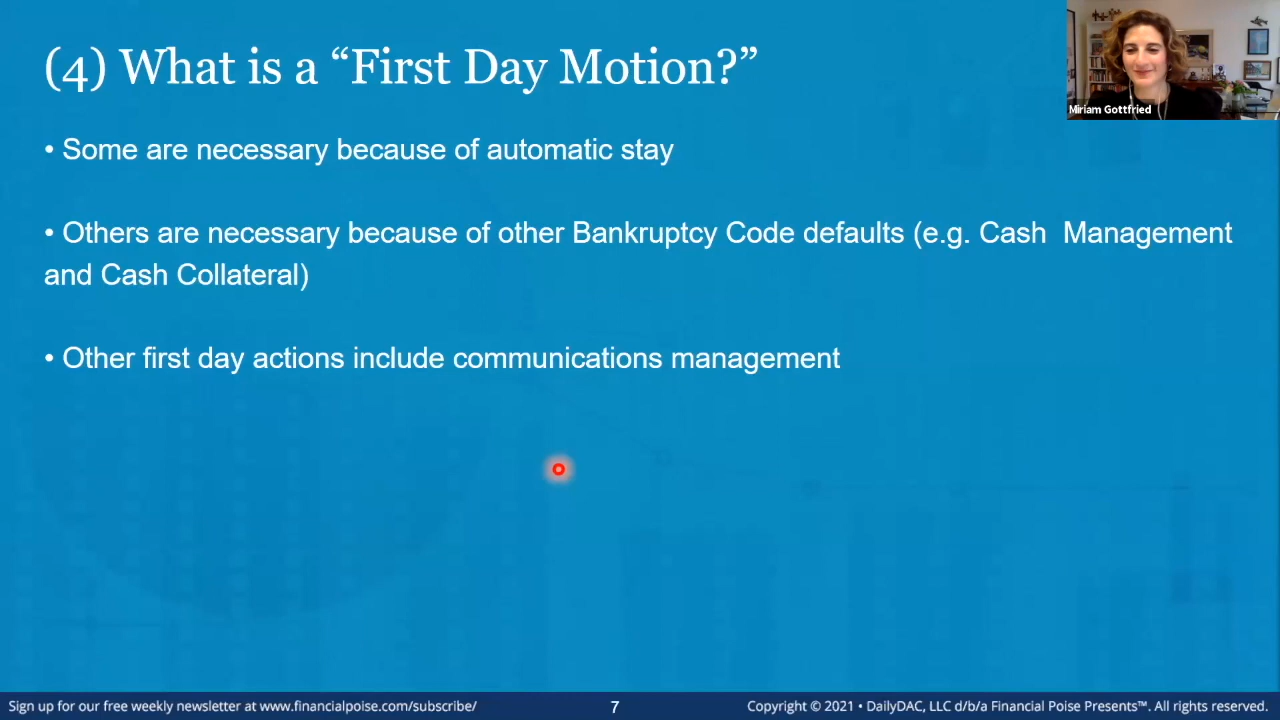 (4) What is a “First Day Motion?”
Miriam Gottfried
• Some are necessary because of automatic stay
• Others are necessary because of other Bankruptcy Code defaults (e.g. Cash  Management
and Cash Collateral)
• Other first day actions include communications management
Sign up for our free weekly newsletter at www.financialpoise.com/subscribe/
7
Copyright © 2021 • DailyDAC, LLC d/b/a Financial Poise Presents™. All rights reserved.